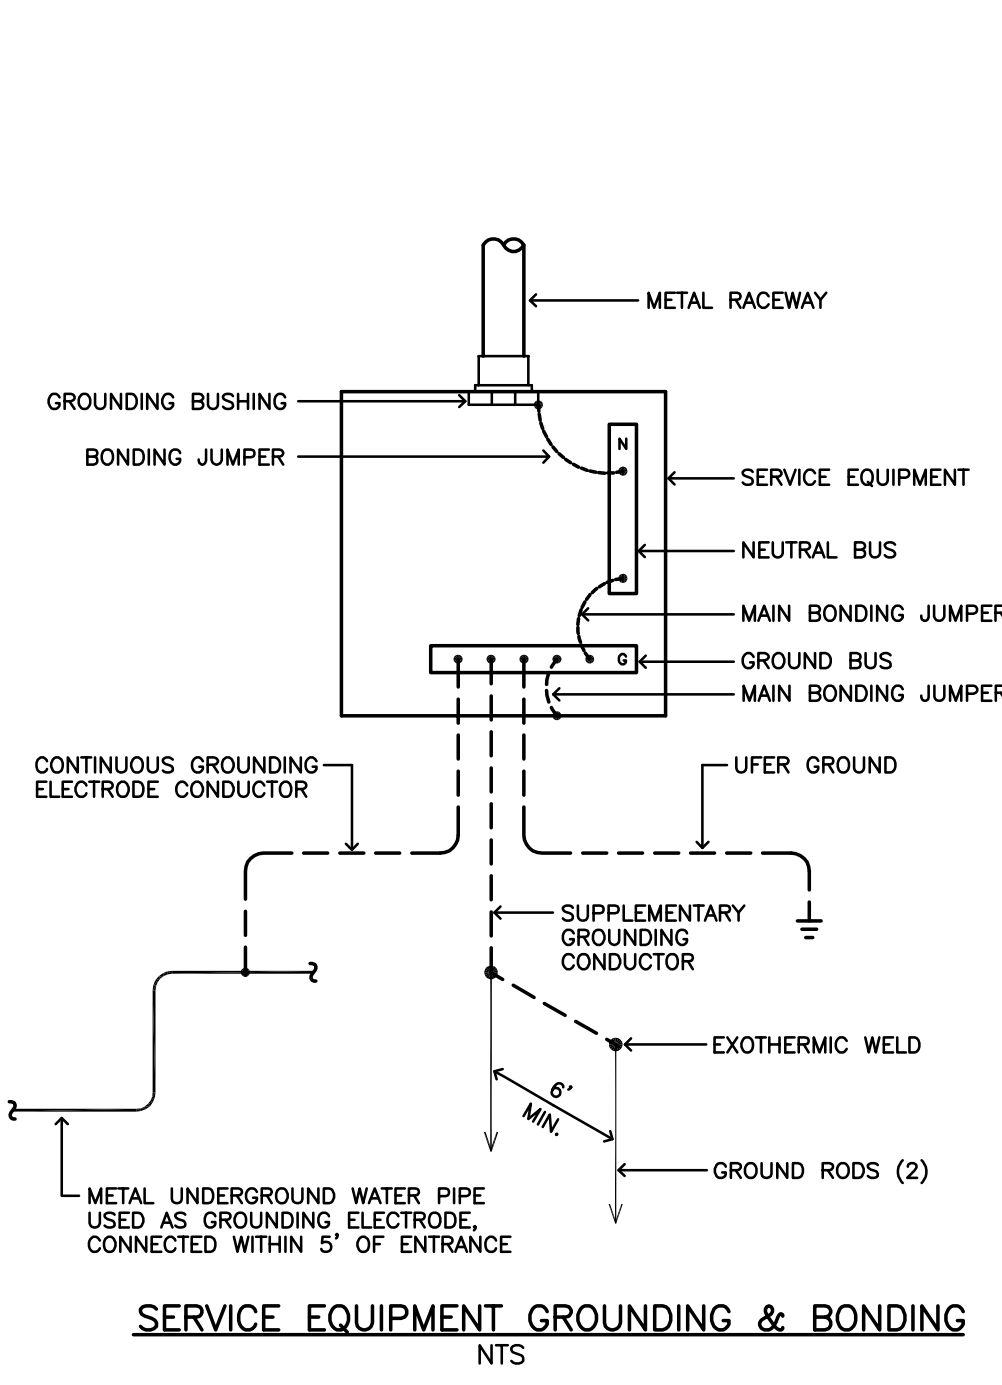 METAL RACEWAY
GROUNDING BUSHING
N
BONDING JUMPER
SERVICE EQUIPMENT
NEUTRAL BUS
MAIN BONDING JUMPER
G
GROUND BUS
MAIN BONDING JUMPER
CONTINUOUS GROUNDING
ELECTRODE CONDUCTOR
UFER GROUND
SUPPLEMENTARY
GROUNDING
CONDUCTOR
EXOTHERMIC WELD
6'
MIN.
GROUND RODS (2)
METAL UNDERGROUND WATER PIPE
USED AS GROUNDING ELECTRODE,
CONNECTED WITHIN 5' OF ENTRANCE
SERVICE EQUIPMENT GROUNDING & BONDING
NTS